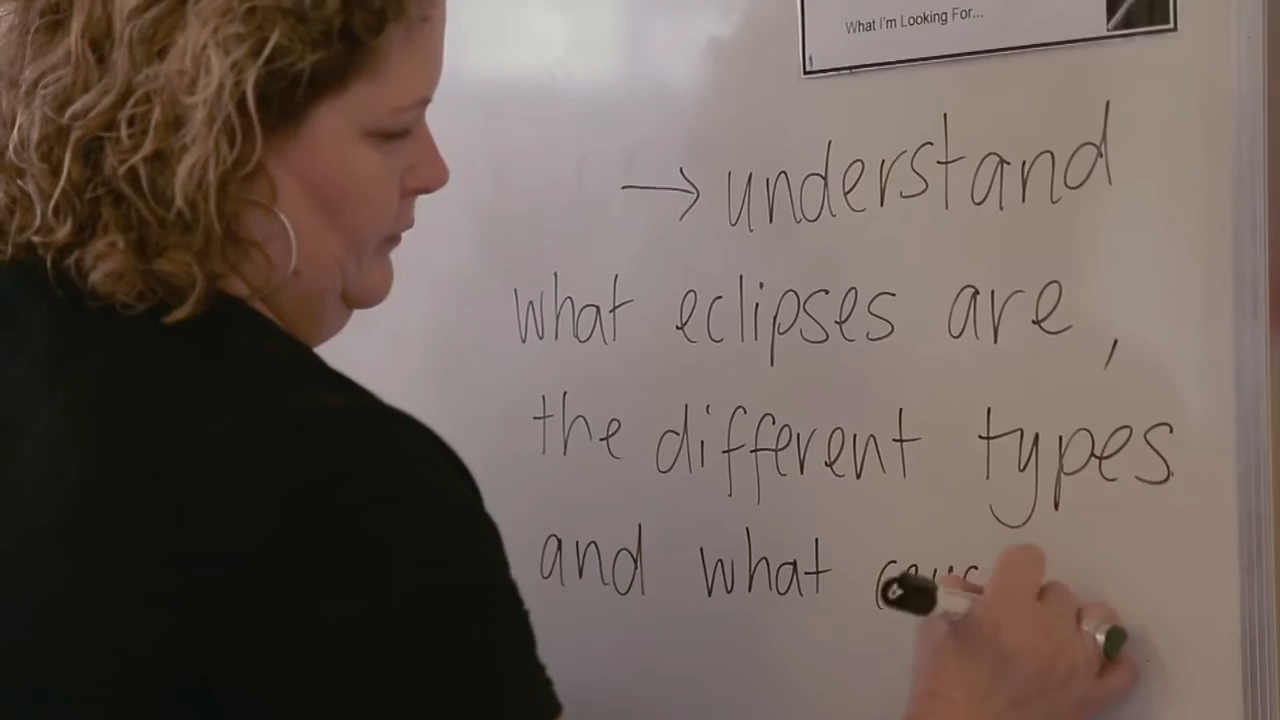 What I'm Looking For...
→ understand
what eclipses are,
the different types
and what